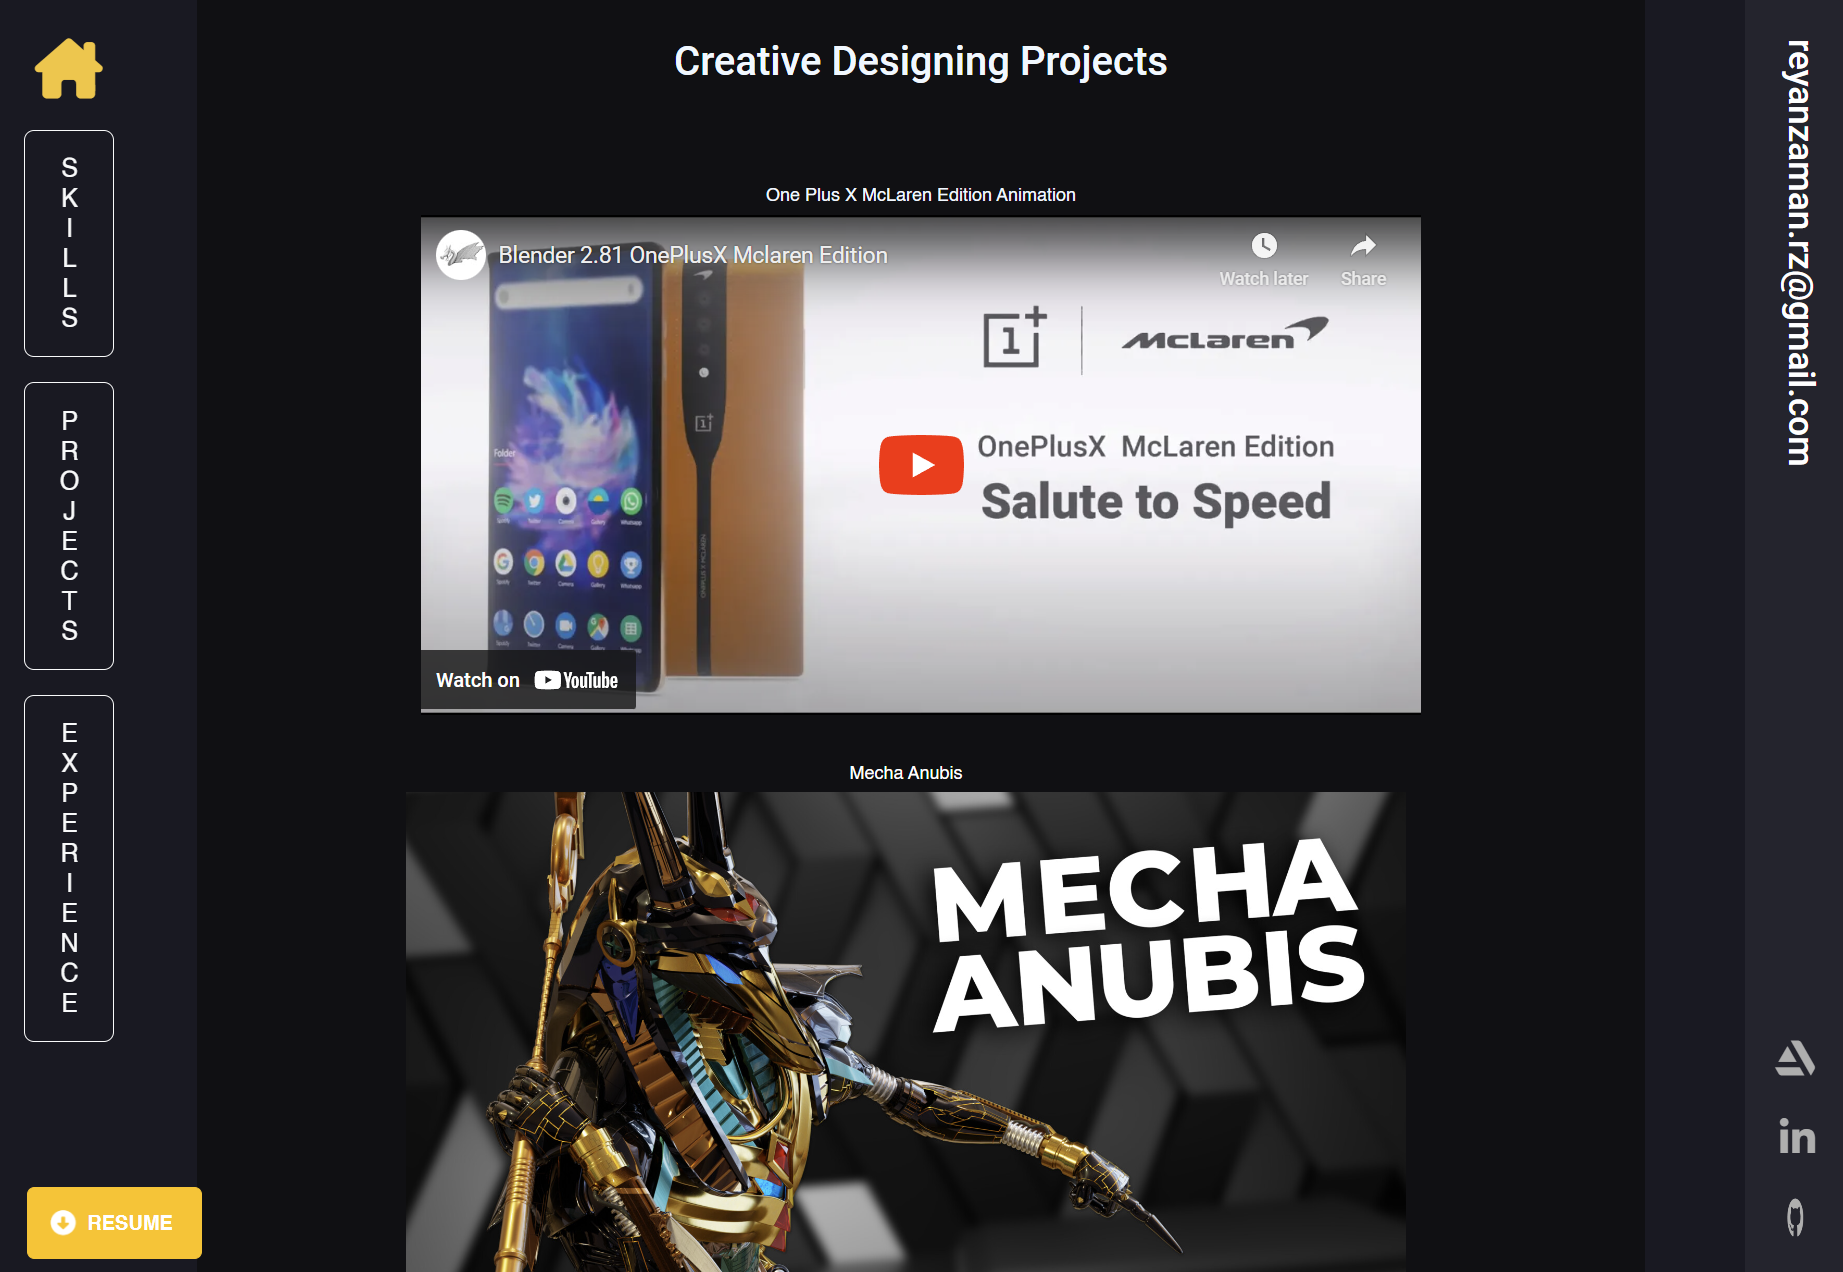 Creative Designing Projects
SKILLS
PROJECTS
EXPERIENCE
RESUME
One Plus X McLaren Edition Animation
Blender 2.81 OnePlusX Mclaren Edition
Watch later
Share
1+
McLaren
OnePlusX McLaren Edition
Salute to Speed
Folder
Watch on YouTube
Mecha Anubis
MECHA
ANUBIS
reyanzaman.rz@gmail.com
in